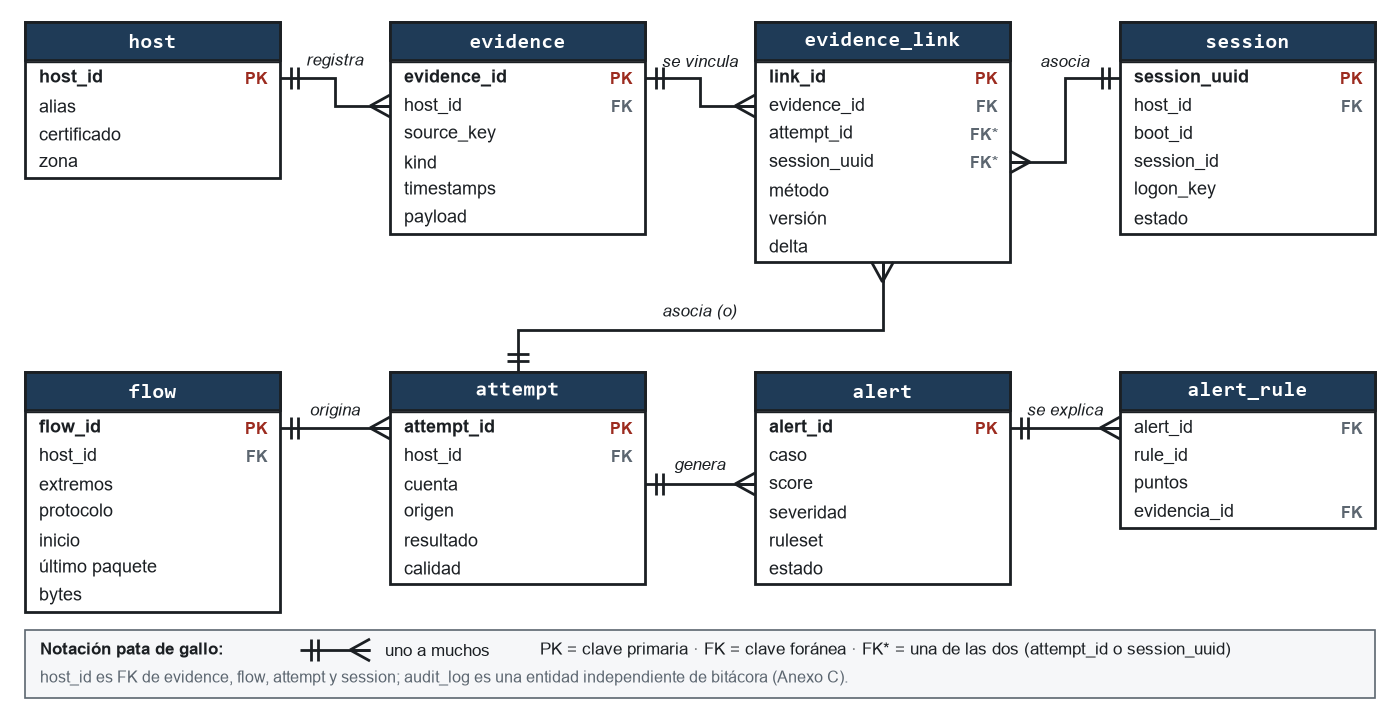 host
host_id PK
alias
certificado
zona
registra
evidence
evidence_id PK
host_id FK
source_key
kind
timestamps
payload
se vincula
evidence_link
link_id PK
evidence_id FK
attempt_id FK*
session_uuid FK*
método
versión
delta
asocia
session
session_uuid PK
host_id FK
boot_id
session_id
logon_key
estado
asocia (o)
flow
flow_id PK
host_id FK
extremos
protocolo
inicio
último paquete
bytes
origina
attempt
attempt_id PK
host_id FK
cuenta
origen
resultado
calidad
genera
alert
alert_id PK
caso
score
severidad
ruleset
estado
se explica
alert_rule
alert_id FK
rule_id
puntos
evidencia_id FK
Notación pata de gallo: uno a muchos PK = clave primaria · FK = clave foránea · FK* = una de las dos (attempt_id o session_uuid)
host_id es FK de evidence, flow, attempt y session; audit_log es una entidad independiente de bitácora (Anexo C).